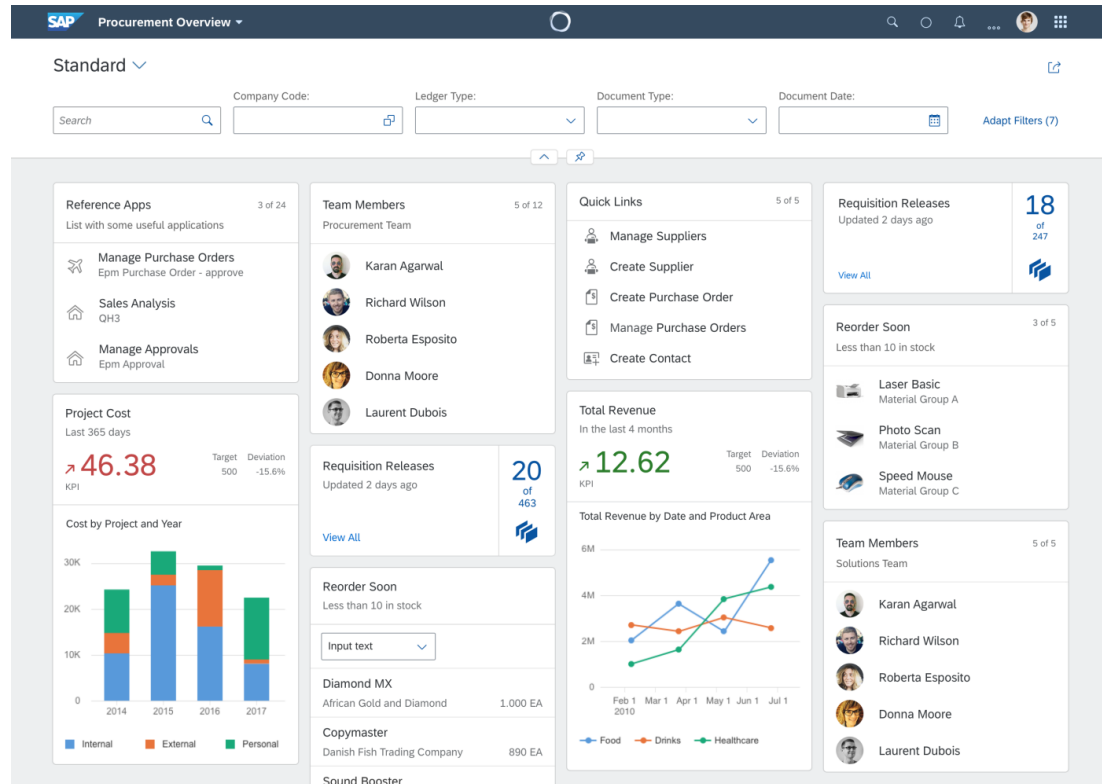 SAP Procurement Overview
Standard
Company Code:
Ledger Type:
Document Type:
Document Date:
Search
Adapt Filters (7)
Reference Apps
3 of 24
List with some useful applications
Manage Purchase Orders
Epm Purchase Order - approve
Sales Analysis
QH3
Manage Approvals
Epm Approval
Project Cost
Last 365 days
46.38
KPI
Target Deviation
500 -15.6%
Cost by Project and Year
30K
20K
10K
0
2014 2015 2016 2017
Internal External Personal
Team Members
5 of 12
Procurement Team
Karan Agarwal
Richard Wilson
Roberta Esposito
Donna Moore
Laurent Dubois
Requisition Releases
Updated 2 days ago
View All
20
of
463
Reorder Soon
Less than 10 in stock
Input text
Diamond MX
African Gold and Diamond 1.000 EA
Copymaster
Danish Fish Trading Company 890 EA
Sound Booster
Quick Links
5 of 5
Manage Suppliers
Create Supplier
Create Purchase Order
Manage Purchase Orders
Create Contact
Total Revenue
In the last 4 months
12.62
KPI
Target Deviation
500 -15.6%
Total Revenue by Date and Product Area
6M
4M
2M
0
Feb 1 Mar 1 Apr 1 May 1 Jun 1 Jul 1
2010
Food Drinks Healthcare
Requisition Releases
Updated 2 days ago
View All
18
of
247
Reorder Soon
3 of 5
Less than 10 in stock
Laser Basic
Material Group A
Photo Scan
Material Group B
Speed Mouse
Material Group C
Team Members
5 of 5
Solutions Team
Karan Agarwal
Richard Wilson
Roberta Esposito
Donna Moore
Laurent Dubois